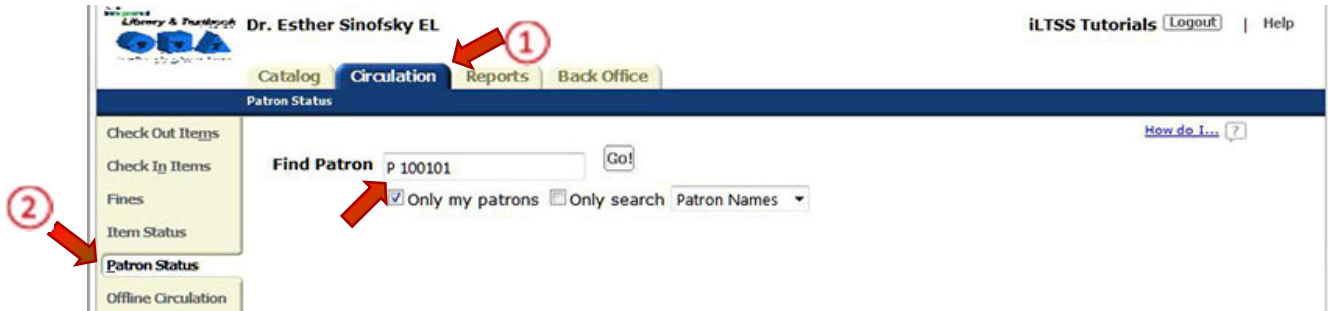 Library & Textbook
Dr. Esther Sinofsky EL
iLTSS Tutorials Logout | Help
1
Catalog Circulation Reports Back Office
Patron Status
Check Out Items
How do I... ?
Check In Items
Find Patron P 100101 Go!
Fines
Only my patrons Only search Patron Names
2
Item Status
Patron Status
Offline Circulation